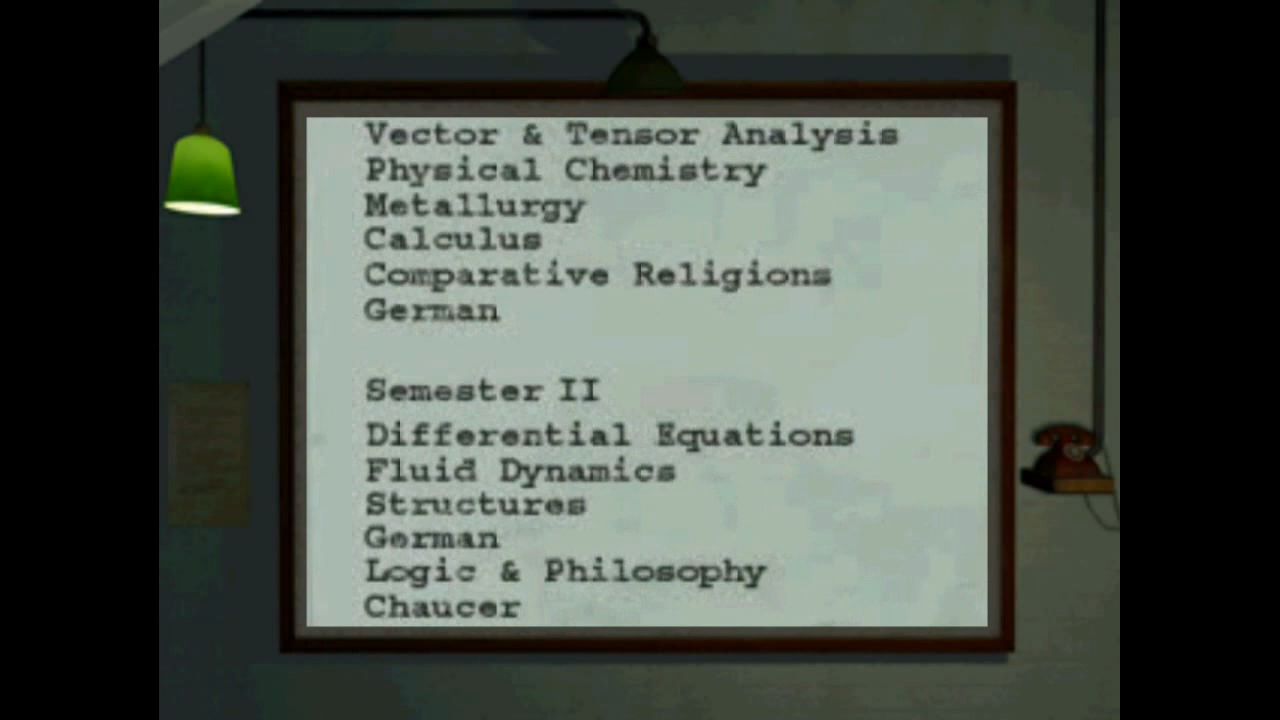 Vector & Tensor Analysis
Physical Chemistry
Metallurgy
Calculus
Comparative Religions
German
Semester II
Differential Equations
Fluid Dynamics
Structures
German
Logic & Philosophy
Chaucer